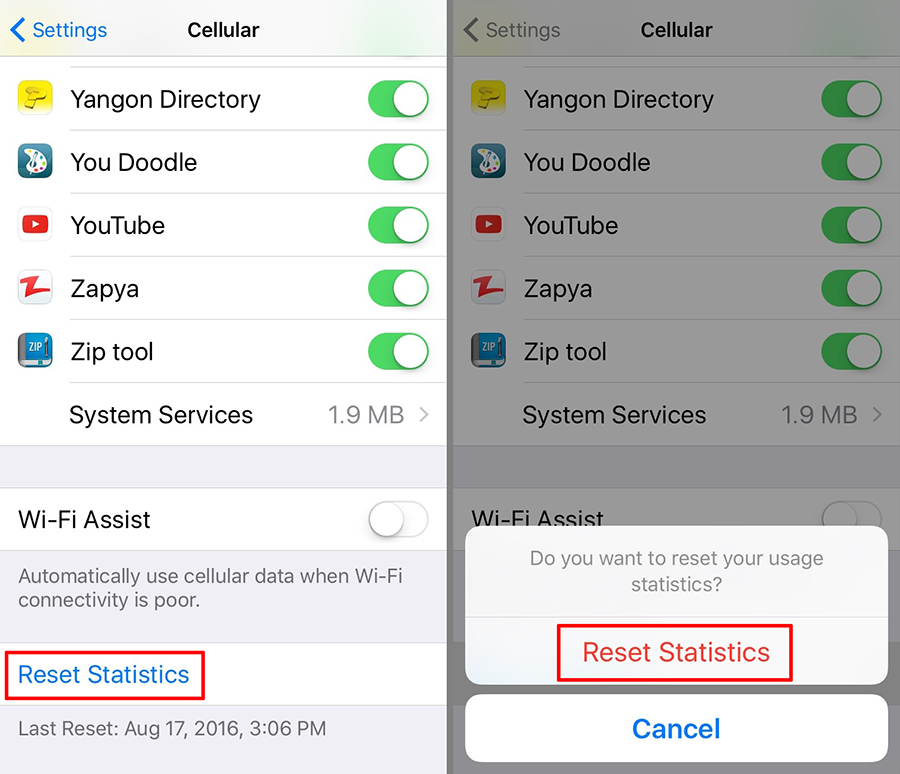 Settings
Cellular
Yangon Directory
You Doodle
YouTube
Zapya
ZIP
Zip tool
System Services 1.9 MB
Wi-Fi Assist
Automatically use cellular data when Wi-Fi
connectivity is poor.
Reset Statistics
Last Reset: Aug 17, 2016, 3:06 PM
Settings
Cellular
Yangon Directory
You Doodle
YouTube
Zapya
ZIP
Zip tool
System Services 1.9 MB
Wi-Fi Assist
Do you want to reset your usage
statistics?
Reset Statistics
Cancel